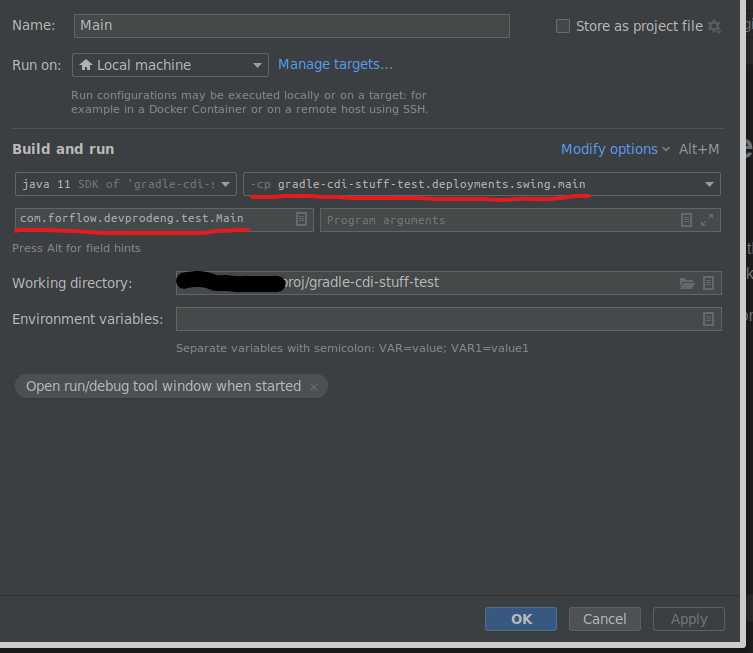 Name: Main Store as project file
Run on: Local machine Manage targets...
Run configurations may be executed locally or on a target: for
example in a Docker Container or on a remote host using SSH.
Build and run Modify options Alt+M
java 11 SDK of 'gradle-cdi-s -cp gradle-cdi-stuff-test.deployments.swing.main
com.forflow.devprodeng.test.Main Program arguments
Press Alt for field hints
Working directory: proj/gradle-cdi-stuff-test
Environment variables:
Separate variables with semicolon: VAR=value; VAR1=value1
Open run/debug tool window when started ×
OK Cancel Apply